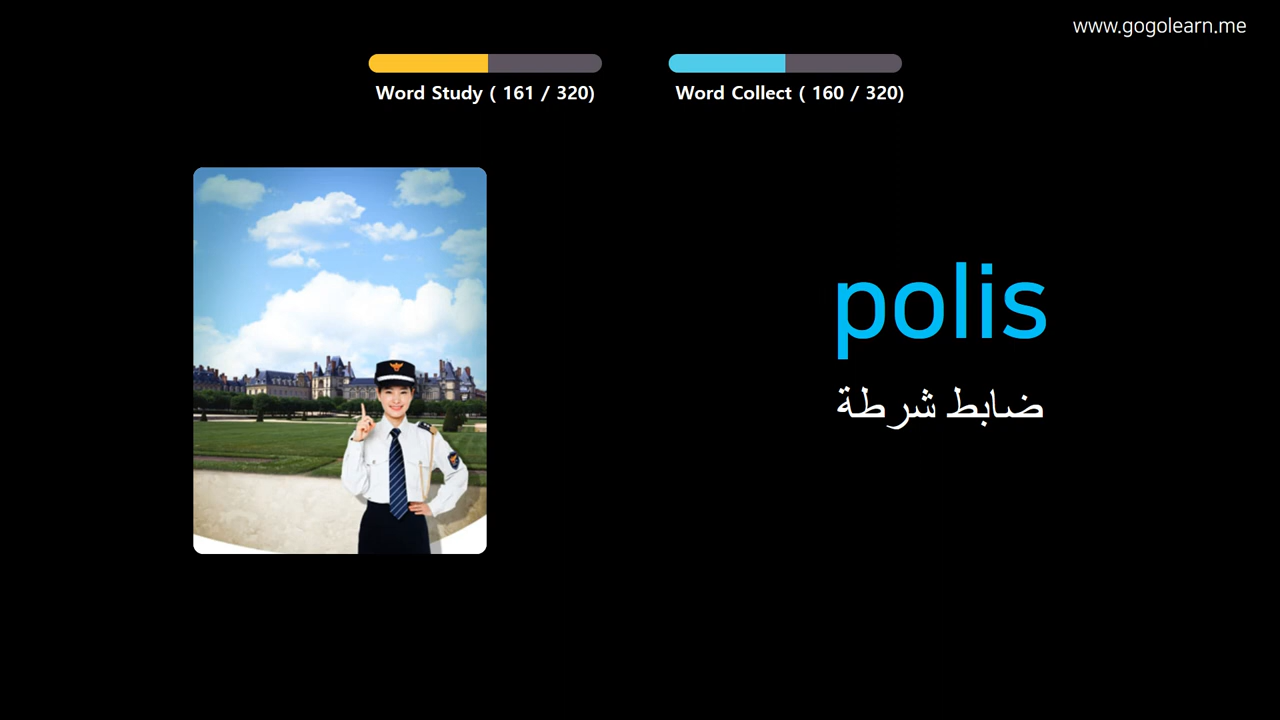 www.gogolearn.me
Word Study ( 161 / 320)
Word Collect ( 160 / 320)
polis
ضابط شرطة